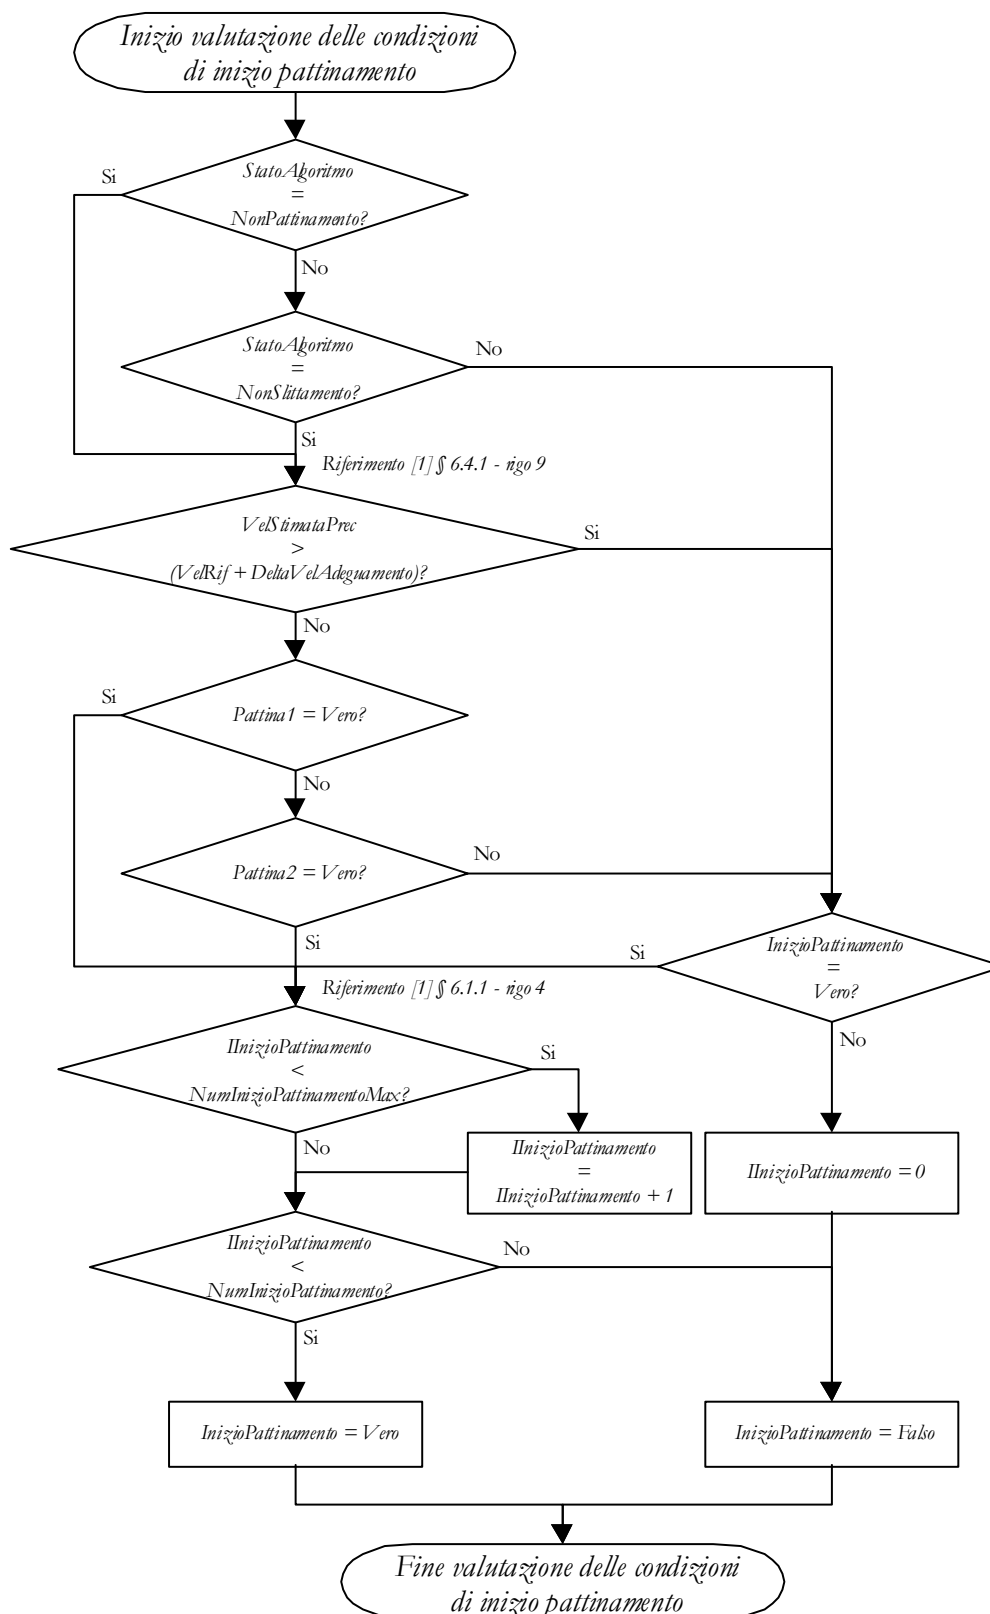 Inizio valutazione delle condizioni
di inizio pattinamento
Si
StatoAlgoritmo
=
NonPattinamento?
No
StatoAlgoritmo
=
NonSlittamento?
No
Si
Riferimento [1] § 6.4.1 - rigo 9
VelStimataPrec
>
(VelRif + DeltaVelAdeguamento)?
Si
No
Si
Pattina1 = Vero?
No
Pattina2 = Vero?
No
Si
Si
InizioPattinamento
=
Vero?
Riferimento [1] § 6.1.1 - rigo 4
No
IInizioPattinamento
<
NumInizioPattinamentoMax?
Si
No
IInizioPattinamento
=
IInizioPattinamento + 1
IInizioPattinamento = 0
IInizioPattinamento
<
NumInizioPattinamento?
No
Si
InizioPattinamento = Vero
InizioPattinamento = Falso
Fine valutazione delle condizioni
di inizio pattinamento